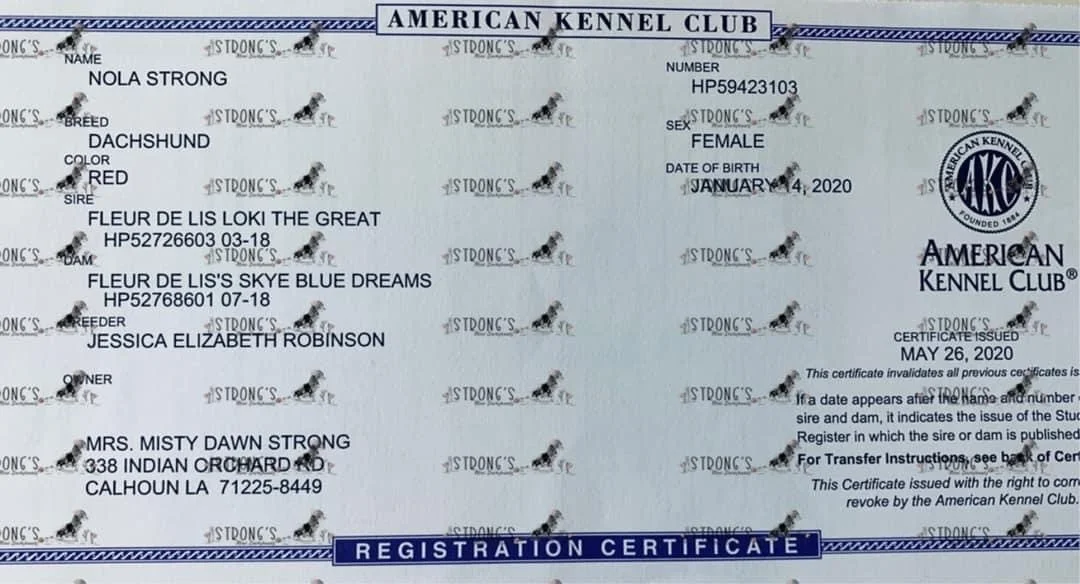 AMERICAN KENNEL CLUB
NAME
NOLA STRONG
NUMBER
HP59423103
BREED
DACHSHUND
SEX
FEMALE
COLOR
RED
DATE OF BIRTH
JANUARY 14, 2020
SIRE
FLEUR DE LIS LOKI THE GREAT
HP52726603 03-18
DAM
FLEUR DE LIS'S SKYE BLUE DREAMS
HP52768601 07-18
BREEDER
JESSICA ELIZABETH ROBINSON
OWNER
MRS. MISTY DAWN STRONG
338 INDIAN ORCHARD RD
CALHOUN LA 71225-8449
AMERICAN KENNEL CLUB
AKC
FOUNDED 1884
AMERICAN
KENNEL CLUB®
CERTIFICATE ISSUED
MAY 26, 2020
This certificate invalidates all previous certificates is
If a date appears after the name and number
sire and dam, it indicates the issue of the Stu
Register in which the sire or dam is published
For Transfer Instructions, see back of Cert
This Certificate issued with the right to corr
revoke by the American Kennel Club.
REGISTRATION CERTIFICATE
STRONG'S